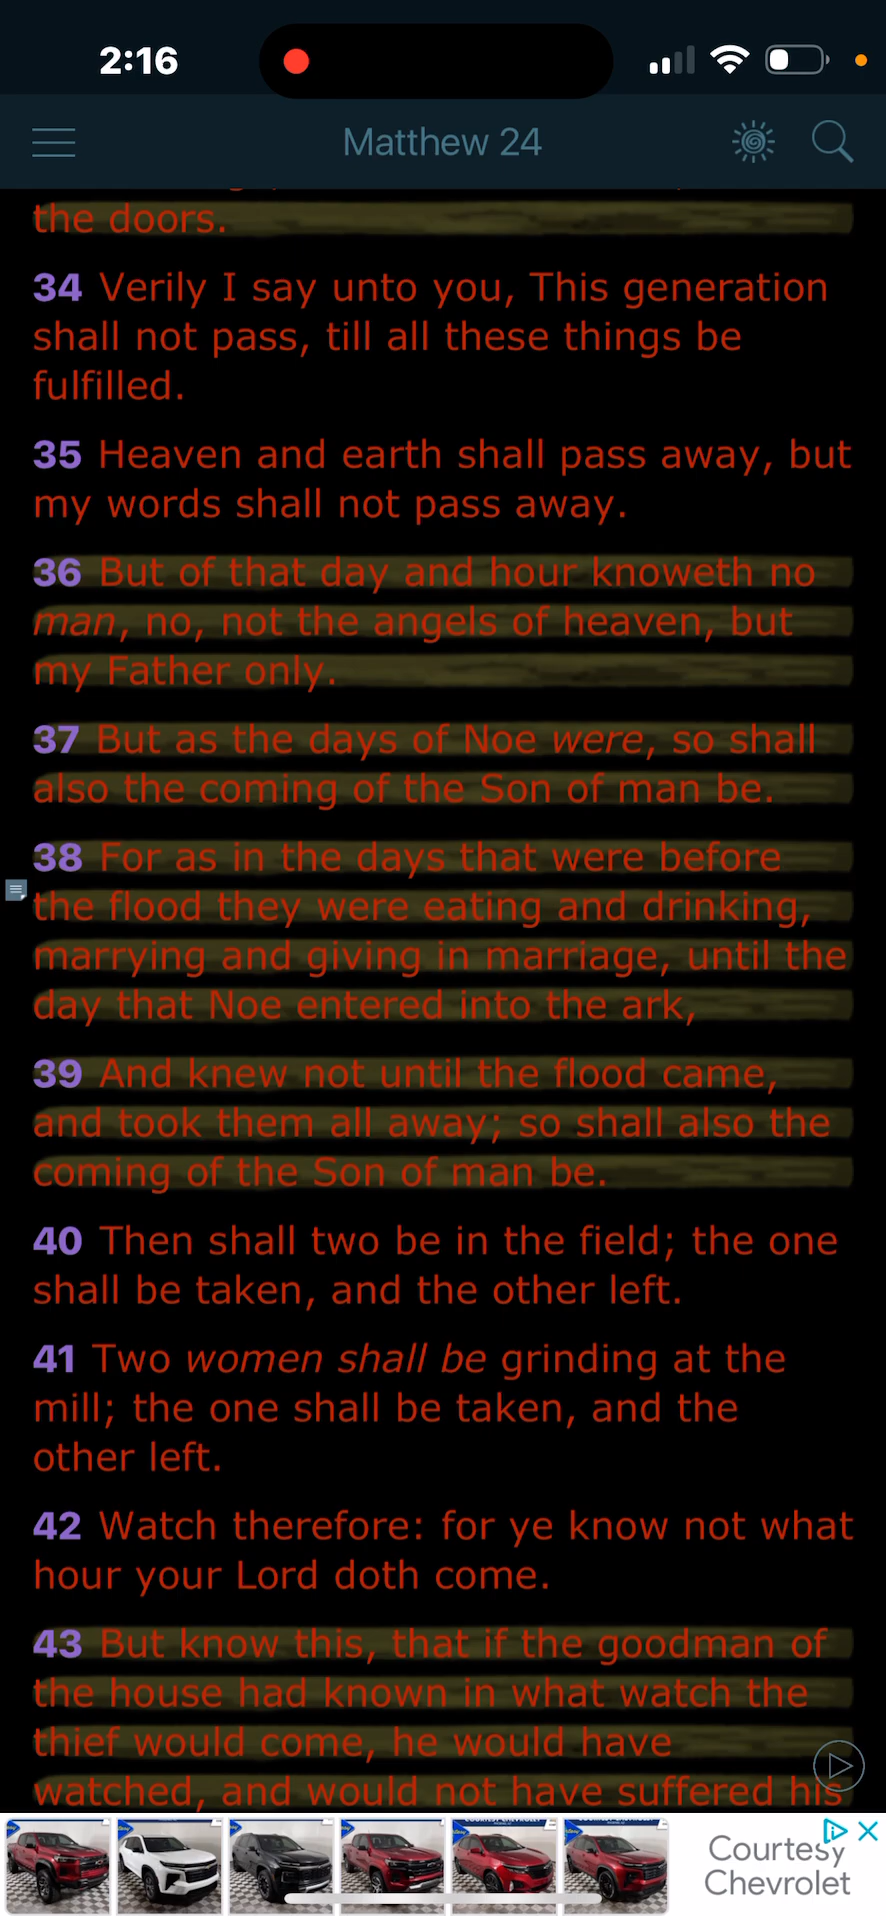 2:16
Matthew 24
the doors.
34 Verily I say unto you, This generation
shall not pass, till all these things be
fulfilled.
35 Heaven and earth shall pass away, but
my words shall not pass away.
36 But of that day and hour knoweth no
man, no, not the angels of heaven, but
my Father only.
37 But as the days of Noe were, so shall
also the coming of the Son of man be.
38 For as in the days that were before
the flood they were eating and drinking,
marrying and giving in marriage, until the
day that Noe entered into the ark,
39 And knew not until the flood came,
and took them all away; so shall also the
coming of the Son of man be.
40 Then shall two be in the field; the one
shall be taken, and the other left.
41 Two women shall be grinding at the
mill; the one shall be taken, and the
other left.
42 Watch therefore: for ye know not what
hour your Lord doth come.
43 But know this, that if the goodman of
the house had known in what watch the
thief would come, he would have
watched, and would not have suffered his
Courtesy
Chevrolet